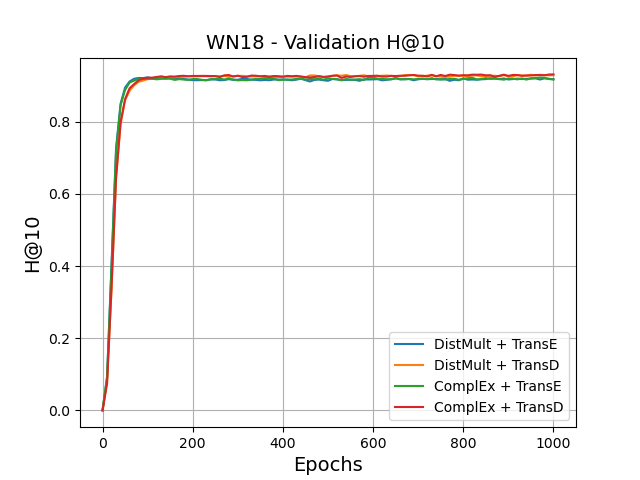 WN18 - Validation H@10
H@10
0.8
0.6
0.4
0.2
0.0
0
200
400
600
800
1000
Epochs
DistMult + TransE
DistMult + TransD
ComplEx + TransE
ComplEx + TransD